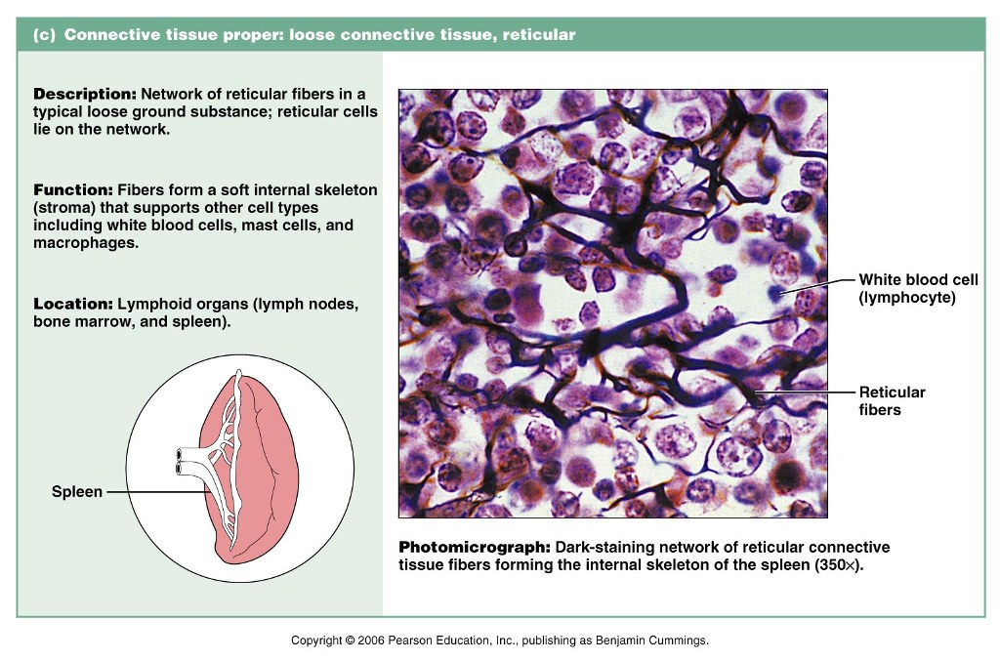 (c) Connective tissue proper: loose connective tissue, reticular
Description: Network of reticular fibers in a
typical loose ground substance; reticular cells
lie on the network.
Function: Fibers form a soft internal skeleton
(stroma) that supports other cell types
including white blood cells, mast cells, and
macrophages.
Location: Lymphoid organs (lymph nodes,
bone marrow, and spleen).
Spleen
White blood cell
(lymphocyte)
Reticular
fibers
Photomicrograph: Dark-staining network of reticular connective
tissue fibers forming the internal skeleton of the spleen (350×).
Copyright © 2006 Pearson Education, Inc., publishing as Benjamin Cummings.